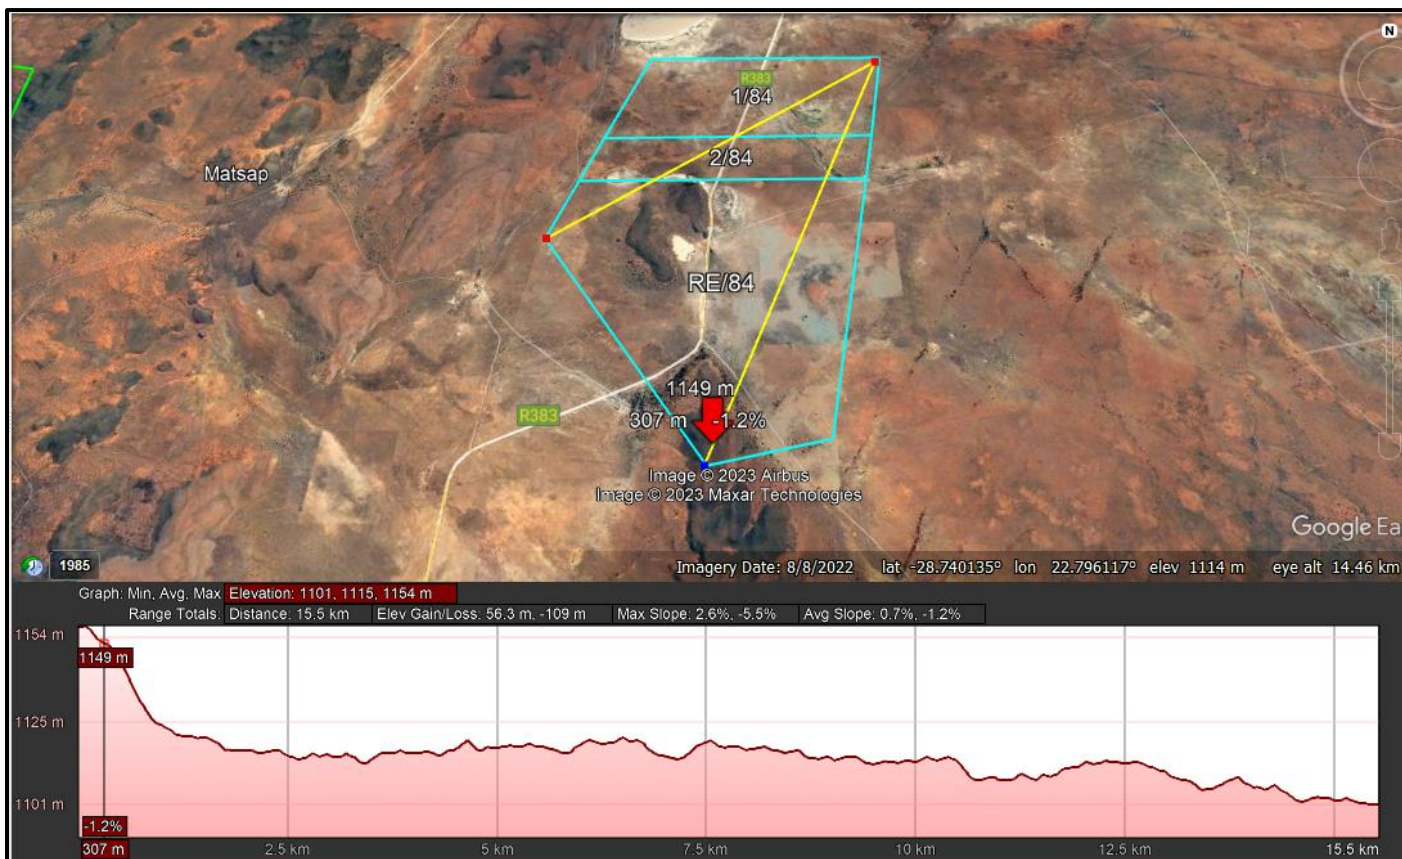 N
R383
1/84
2/84
Matsap
RE/84
1149 m
307 m -1.2%
R383
Image © 2023 Airbus
Image © 2023 Maxar Technologies
Google Ea
1985
Imagery Date: 8/8/2022 lat -28.740135° lon 22.796117° elev 1114 m eye alt 14.46 km
Graph: Min, Avg, Max Elevation: 1101, 1115, 1154 m
Range Totals: Distance: 15.5 km Elev Gain/Loss: 56.3 m, -109 m Max Slope: 2.6%, -5.5% Avg Slope: 0.7%, -1.2%
1154 m
1149 m
1125 m
1101 m
-1.2%
307 m 2.5 km 5 km 7.5 km 10 km 12.5 km 15.5 km